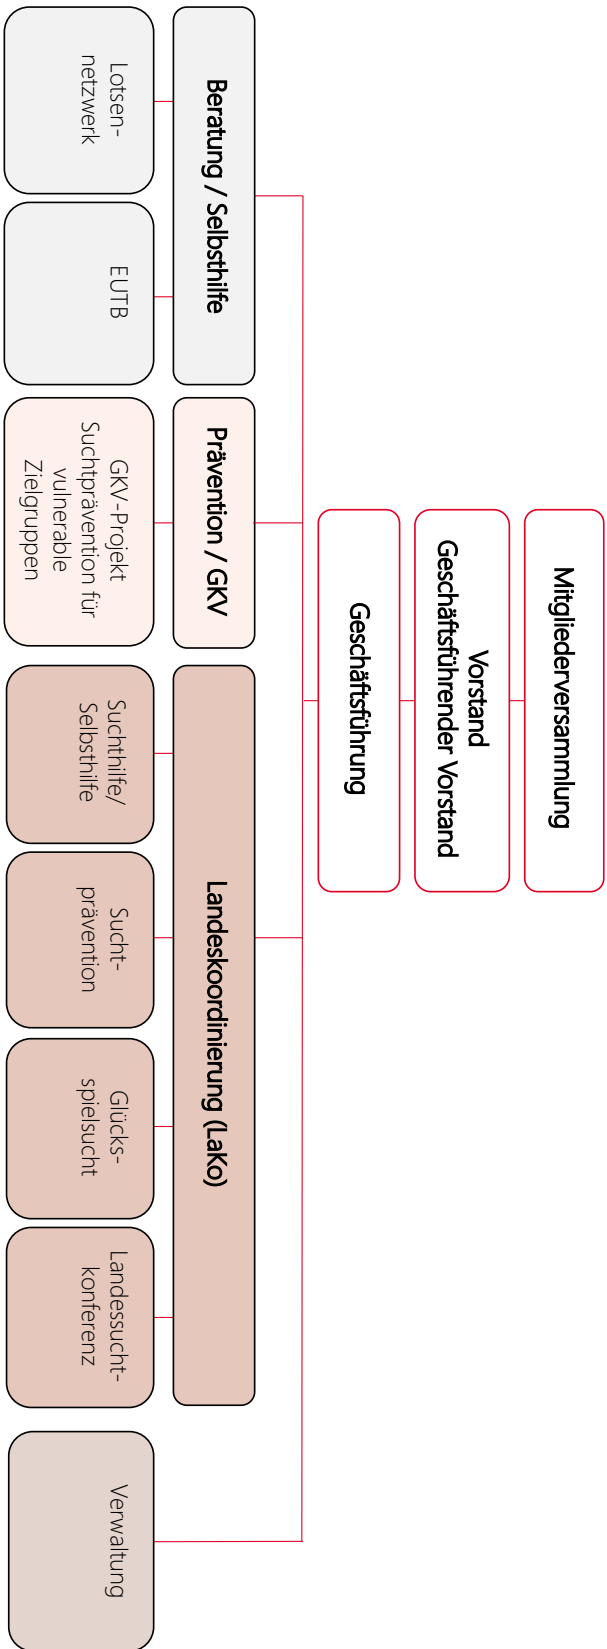 Mitgliederversammlung
Vorstand
Geschäftsführender Vorstand
Geschäftsführung
Beratung / Selbsthilfe
Prävention / GKV
Landeskoordinierung (LaKo)
Lotsen-
netzwerk
EUTB
GKV-Projekt
Suchtprävention für
vulnerable
Zielgruppen
Suchthilfe/
Selbsthilfe
Sucht-
prävention
Glücks-
spielsucht
Landessucht-
konferenz
Verwaltung